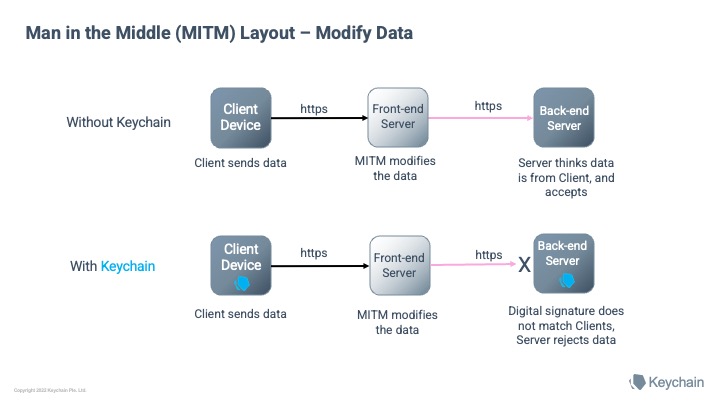 Man in the Middle (MITM) Layout – Modify Data
Without Keychain
Client
Device
https
Front-end
Server
https
Back-end
Server
Client sends data
MITM modifies
the data
Server thinks data
is from Client, and
accepts
With Keychain
Client
Device
https
Front-end
Server
https
X
Back-end
Server
Client sends data
MITM modifies
the data
Digital signature does
not match Clients,
Server rejects data
Copyright 2022 Keychain Pte. Ltd.
Keychain